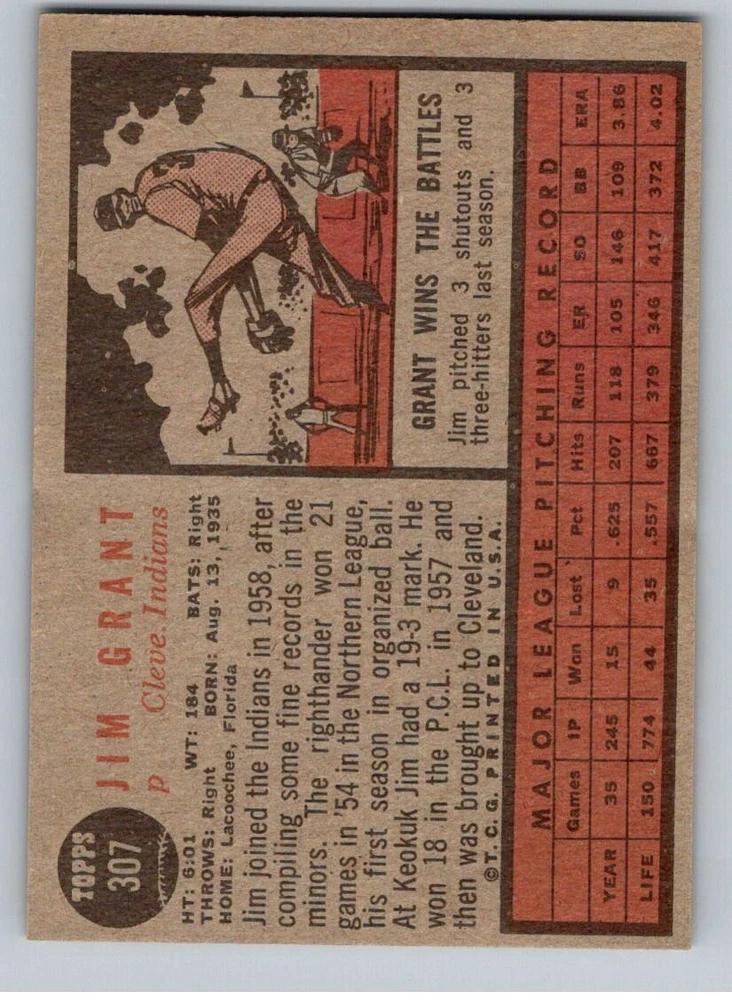 TOPPS
307
JIM GRANT
p Cleve. Indians
HT: 6:01 WT: 184 BATS: Right
THROWS: Right BORN: Aug. 13, 1935
HOME: Lacoochee, Florida
Jim joined the Indians in 1958, after
compiling some fine records in the
minors. The righthander won 21
games in '54 in the Northern League,
his first season in organized ball.
At Keokuk Jim had a 19-3 mark. He
won 18 in the P.C.L. in 1957 and
then was brought up to Cleveland.
©T. C. G. PRINTED IN U.S.A.
GRANT WINS THE BATTLES
Jim pitched 3 shutouts and 3
three-hitters last season.
MAJOR LEAGUE PITCHING RECORD
Games IP Won Lost Pct Hits Runs ER SO BB ERA
YEAR 35 245 15 9 .625 207 118 105 146 109 3.86
LIFE 150 774 44 35 .557 667 379 346 417 372 4.02